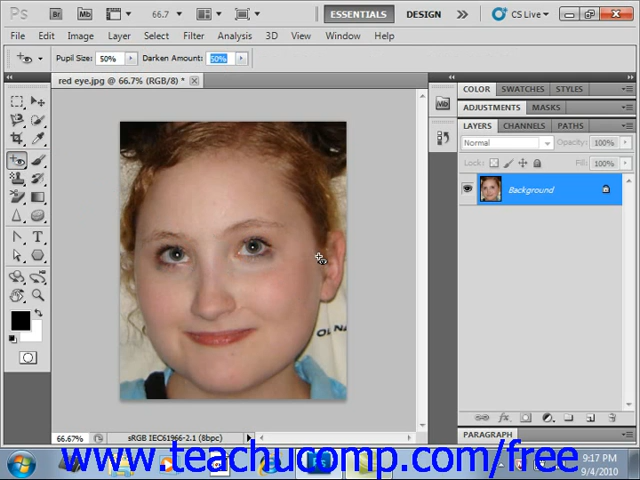 Ps Br Mb 66.7 ESSENTIALS DESIGN CS Live
File Edit Image Layer Select Filter Analysis 3D View Window Help
Pupil Size: 50% Darken Amount: 50%
red eye.jpg @ 66.7% (RGB/8) *
COLOR SWATCHES STYLES
ADJUSTMENTS MASKS
LAYERS CHANNELS PATHS
Normal Opacity: 100%
Lock: Fill: 100%
Background
66.67% sRGB IEC61966-2.1 (8bpc)
PARAGRAPH
www.teachucomp.com/free
9:17 PM
9/4/2010